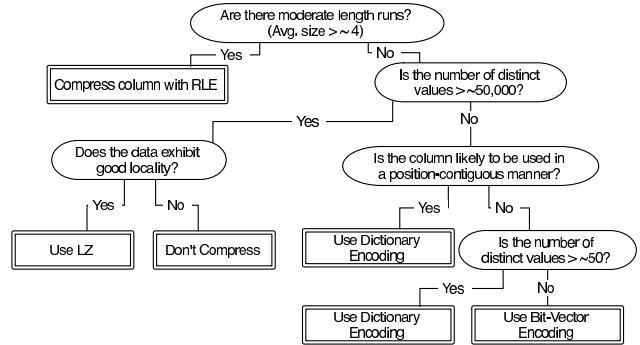 Are there moderate length runs?
(Avg. size >~4)
Yes
No
Compress column with RLE
Is the number of distinct
values >~50,000?
Yes
No
Does the data exhibit
good locality?
Is the column likely to be used in
a position-contiguous manner?
Yes
No
Yes
No
Use LZ
Don't Compress
Use Dictionary
Encoding
Is the number of
distinct values >~50?
Yes
No
Use Dictionary
Encoding
Use Bit-Vector
Encoding